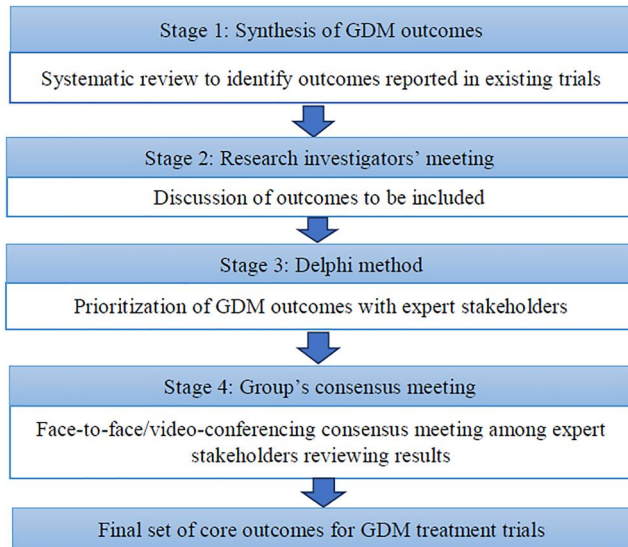 Stage 1: Synthesis of GDM outcomes
Systematic review to identify outcomes reported in existing trials
Stage 2: Research investigators’ meeting
Discussion of outcomes to be included
Stage 3: Delphi method
Prioritization of GDM outcomes with expert stakeholders
Stage 4: Group’s consensus meeting
Face-to-face/video-conferencing consensus meeting among expert
stakeholders reviewing results
Final set of core outcomes for GDM treatment trials